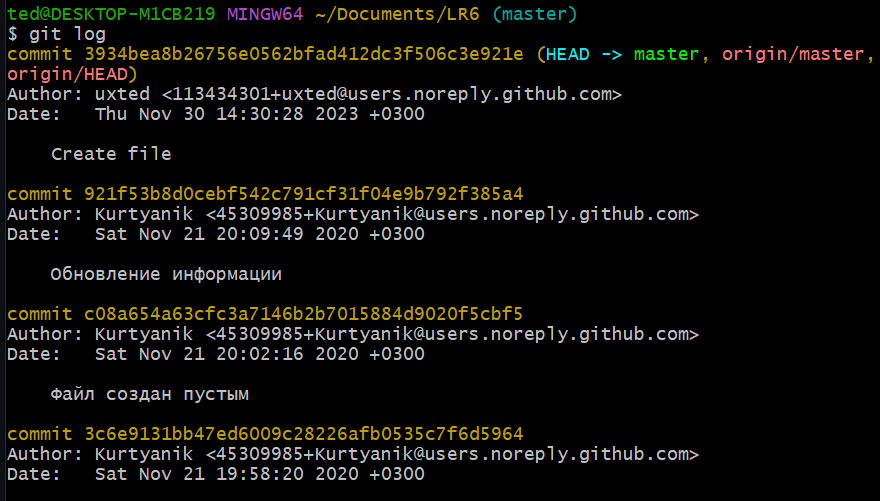 ted@DESKTOP-M1CB219 MINGW64 ~/Documents/LR6 (master)
$ git log
commit 3934bea8b26756e0562bfad412dc3f506c3e921e (HEAD -> master, origin/master,
origin/HEAD)
Author: uxted <113434301+uxted@users.noreply.github.com>
Date:   Thu Nov 30 14:30:28 2023 +0300
    Create file
commit 921f53b8d0cebf542c791cf31f04e9b792f385a4
Author: Kurtyanik <45309985+Kurtyanik@users.noreply.github.com>
Date:   Sat Nov 21 20:09:49 2020 +0300
    Обновление информации
commit c08a654a63cfc3a7146b2b7015884d9020f5cbf5
Author: Kurtyanik <45309985+Kurtyanik@users.noreply.github.com>
Date:   Sat Nov 21 20:02:16 2020 +0300
    Файл создан пустым
commit 3c6e9131bb47ed6009c28226afb0535c7f6d5964
Author: Kurtyanik <45309985+Kurtyanik@users.noreply.github.com>
Date:   Sat Nov 21 19:58:20 2020 +0300